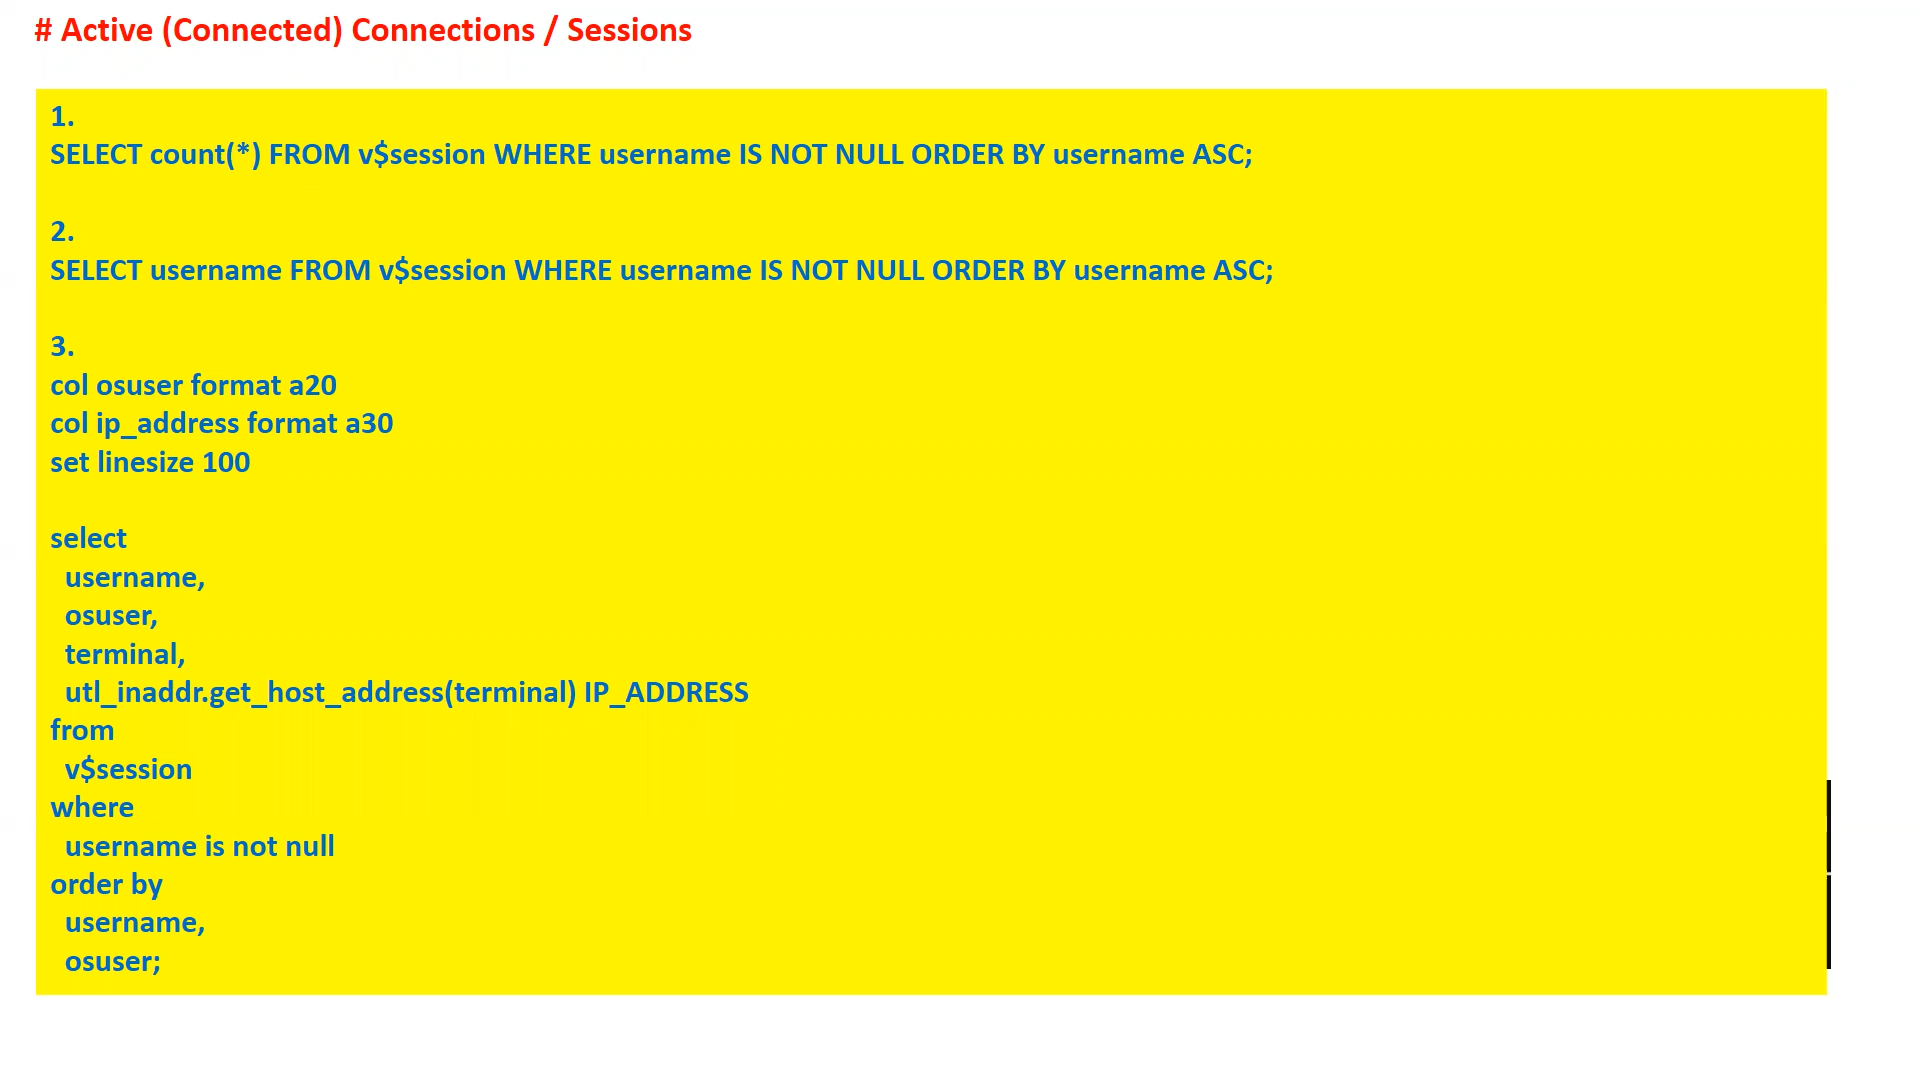 # Active (Connected) Connections / Sessions
1.
SELECT count(*) FROM v$session WHERE username IS NOT NULL ORDER BY username ASC;
2.
SELECT username FROM v$session WHERE username IS NOT NULL ORDER BY username ASC;
3.
col osuser format a20
col ip_address format a30
set linesize 100
select
username,
osuser,
terminal,
utl_inaddr.get_host_address(terminal) IP_ADDRESS
from
v$session
where
username is not null
order by
username,
osuser;